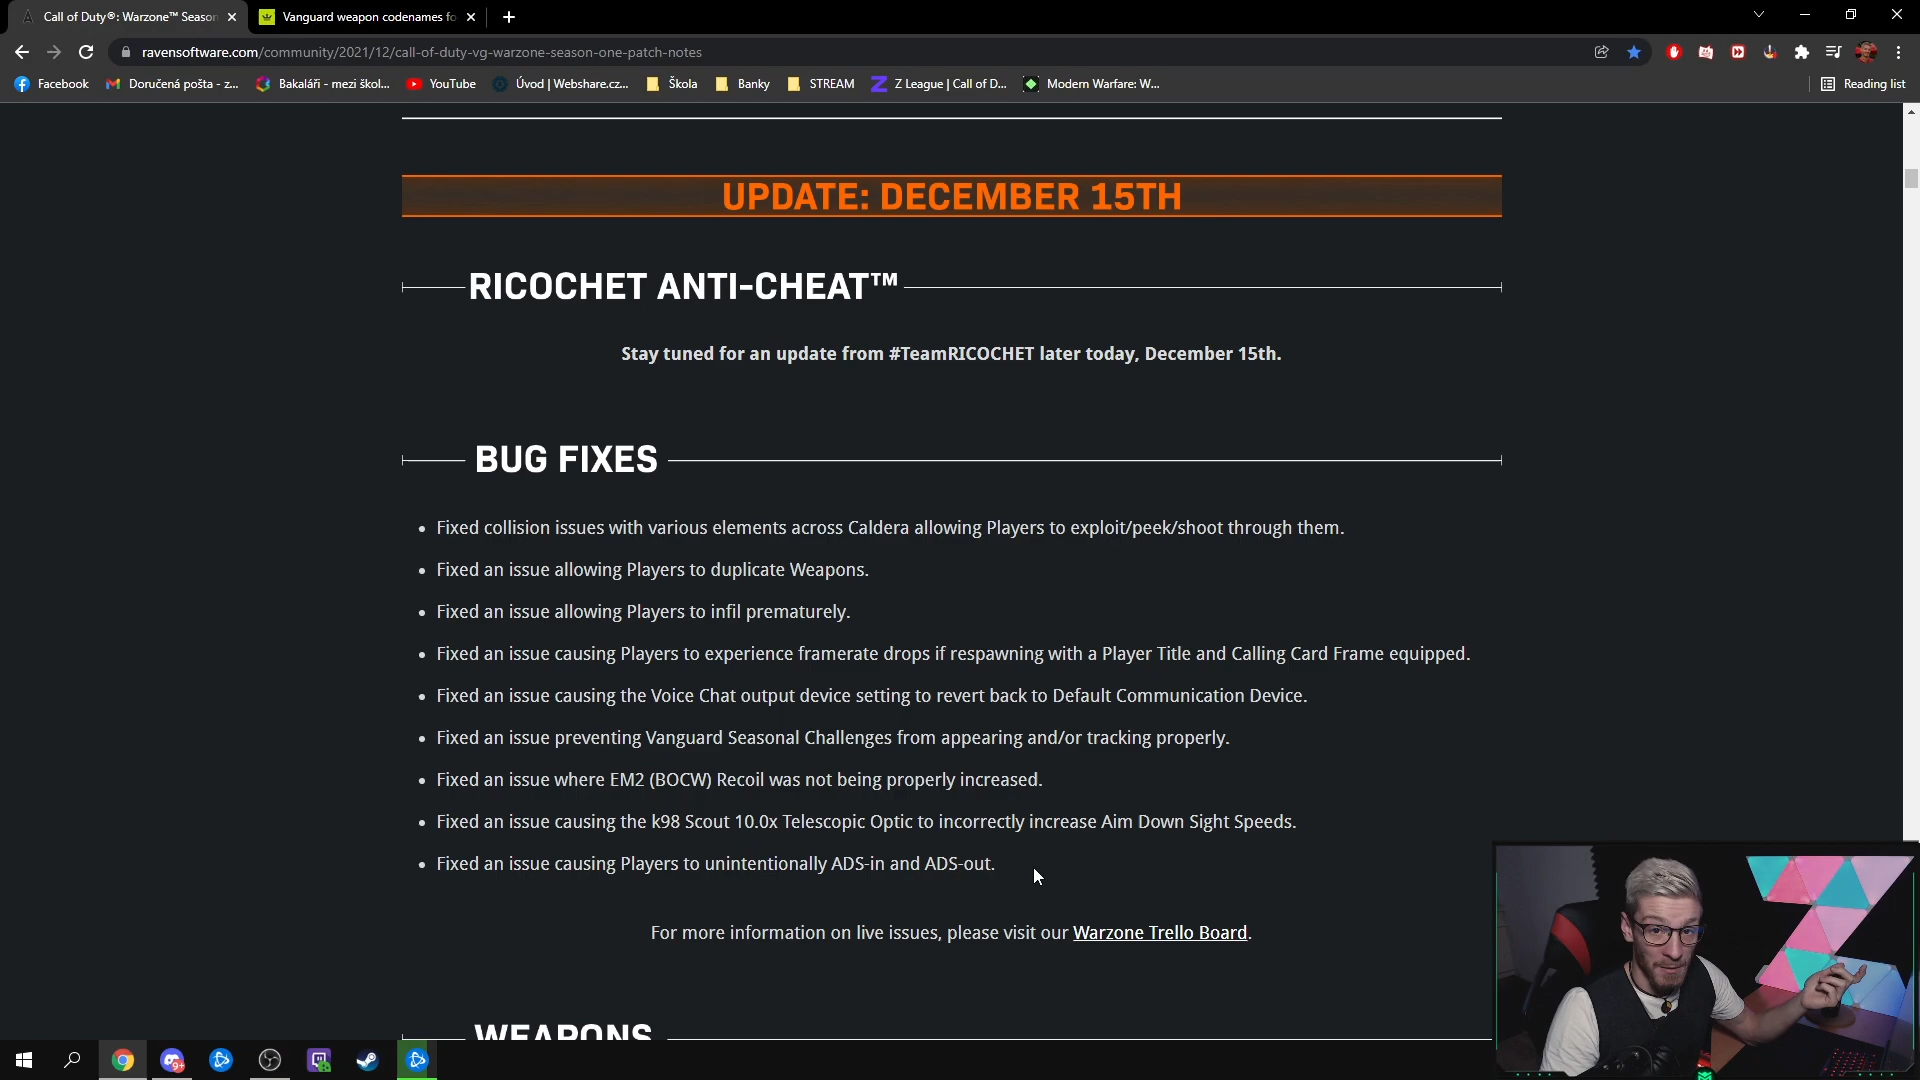 Call of Duty®: Warzone™ Season
Vanguard weapon codenames fo
ravensoftware.com/community/2021/12/call-of-duty-vg-warzone-season-one-patch-notes
Facebook
Doručená pošta - z...
Bakaláři - mezi škol...
YouTube
Úvod | Webshare.cz...
Škola
Banky
STREAM
Z League | Call of D...
Modern Warfare: W...
Reading list
UPDATE: DECEMBER 15TH
RICOCHET ANTI-CHEAT™
Stay tuned for an update from #TeamRICOCHET later today, December 15th.
BUG FIXES
• Fixed collision issues with various elements across Caldera allowing Players to exploit/peek/shoot through them.
• Fixed an issue allowing Players to duplicate Weapons.
• Fixed an issue allowing Players to infil prematurely.
• Fixed an issue causing Players to experience framerate drops if respawning with a Player Title and Calling Card Frame equipped.
• Fixed an issue causing the Voice Chat output device setting to revert back to Default Communication Device.
• Fixed an issue preventing Vanguard Seasonal Challenges from appearing and/or tracking properly.
• Fixed an issue where EM2 (BOCW) Recoil was not being properly increased.
• Fixed an issue causing the k98 Scout 10.0x Telescopic Optic to incorrectly increase Aim Down Sight Speeds.
• Fixed an issue causing Players to unintentionally ADS-in and ADS-out.
For more information on live issues, please visit our Warzone Trello Board.
WEAPONS
9+